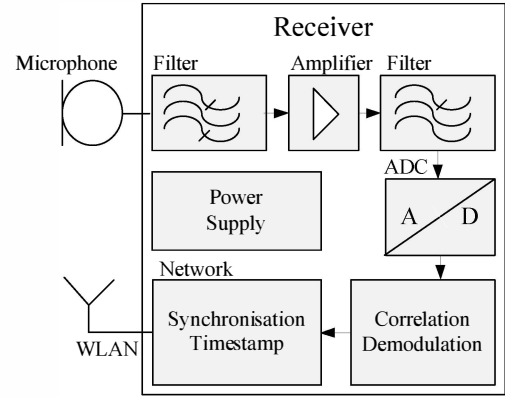 Receiver
Microphone
Filter
Amplifier
Filter
ADC
A
D
Power
Supply
Network
Synchronisation
Timestamp
Correlation
Demodulation
WLAN